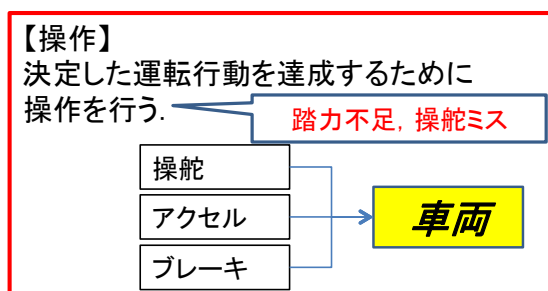 【操作】
決定した運転行動を達成するために
操作を行う.
踏力不足, 操舵ミス
操舵
アクセル
ブレーキ
車両